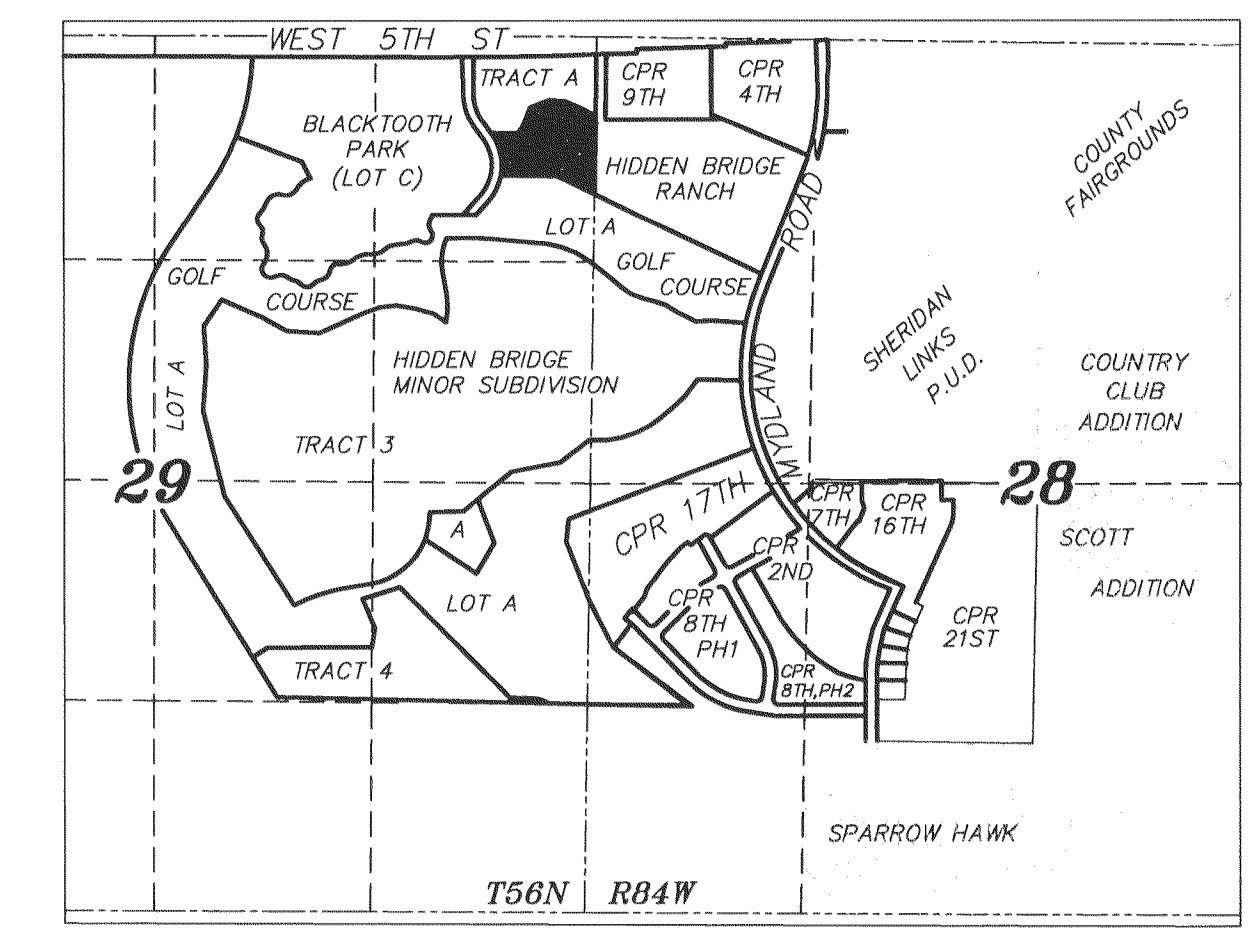 WEST 5TH ST
TRACT A
CPR
9TH
CPR
4TH
BLACKTOOTH
PARK
(LOT C)
HIDDEN BRIDGE
RANCH
COUNTY
FAIRGROUNDS
ROAD
LOT A
GOLF
COURSE
GOLF
COURSE
LOT A
HIDDEN BRIDGE
MINOR SUBDIVISION
TRACT 3
MYDLAND
SHERIDAN
LINKS
P.U.D.
COUNTRY
CLUB
ADDITION
29
28
CPR 17TH
CPR
7TH
CPR
16TH
SCOTT
ADDITION
A
CPR
2ND
LOT A
CPR
8TH
PH1
CPR
21ST
TRACT 4
CPR
8TH,PH2
SPARROW HAWK
T56N R84W